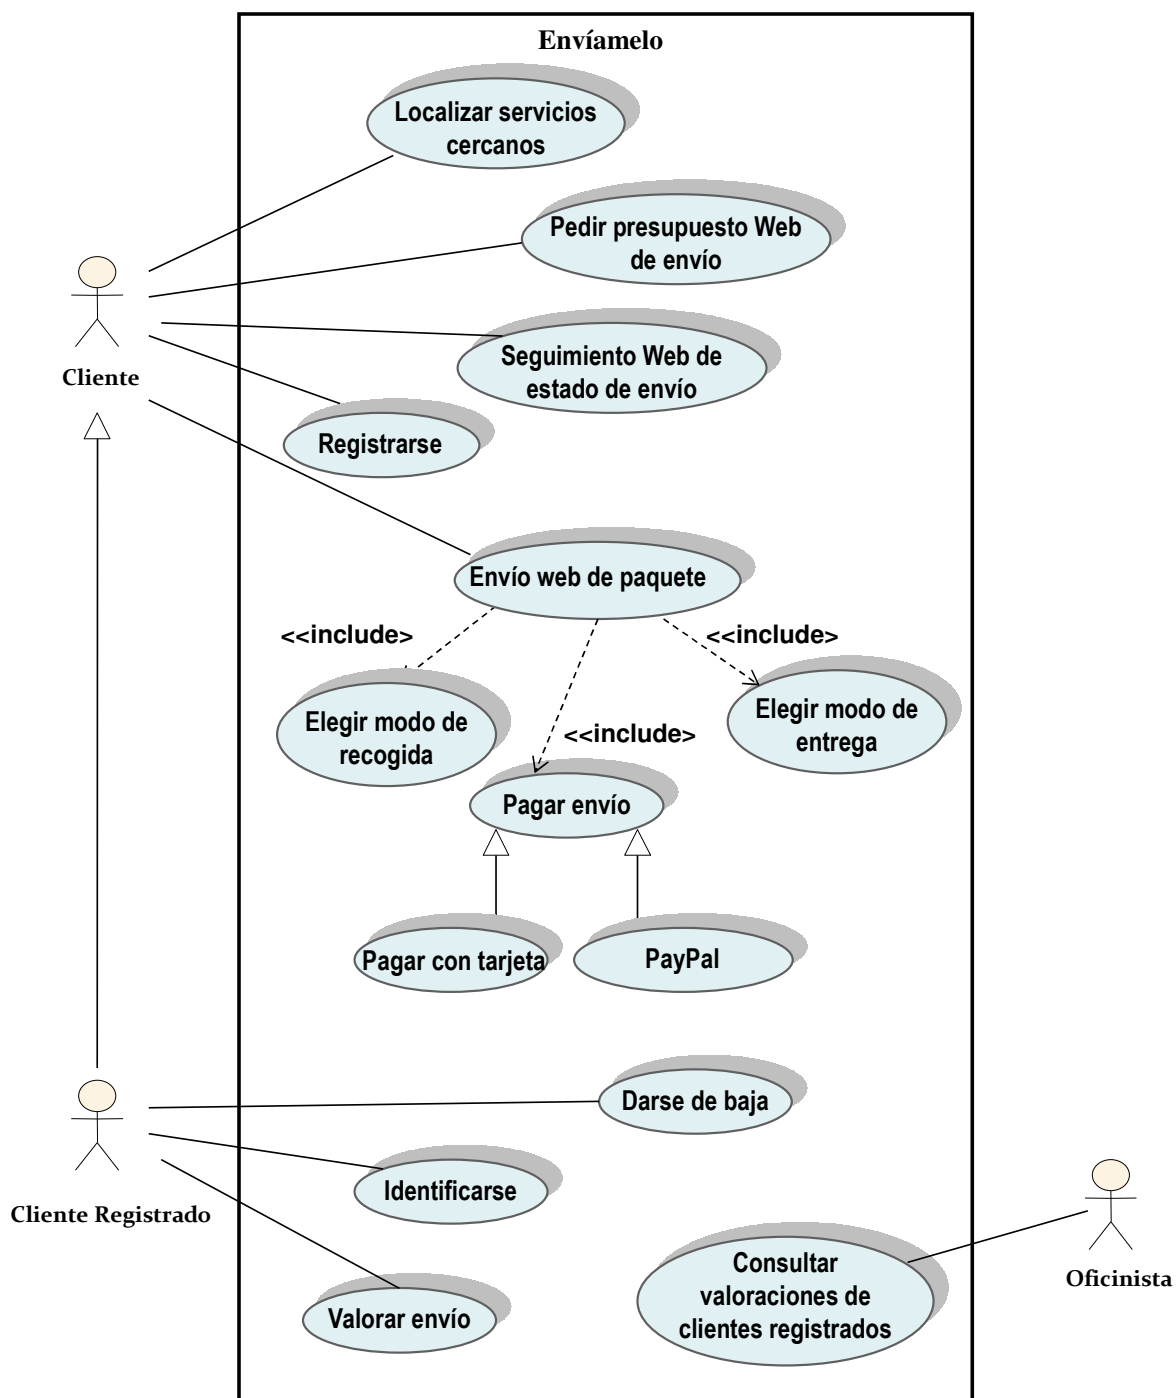 Envíamelo
Localizar servicios
cercanos
Pedir presupuesto Web
de envío
Seguimiento Web de
estado de envío
Cliente
Registrarse
Envío web de paquete
<<include>
<<include>
Elegir modo de
recogida
Elegir modo de
entrega
<<include>
Pagar envío
Pagar con tarjeta
PayPal
Darse de baja
Identificarse
Cliente Registrado
Consultar
valoraciones de
clientes registrados
Oficinista
Valorar envío